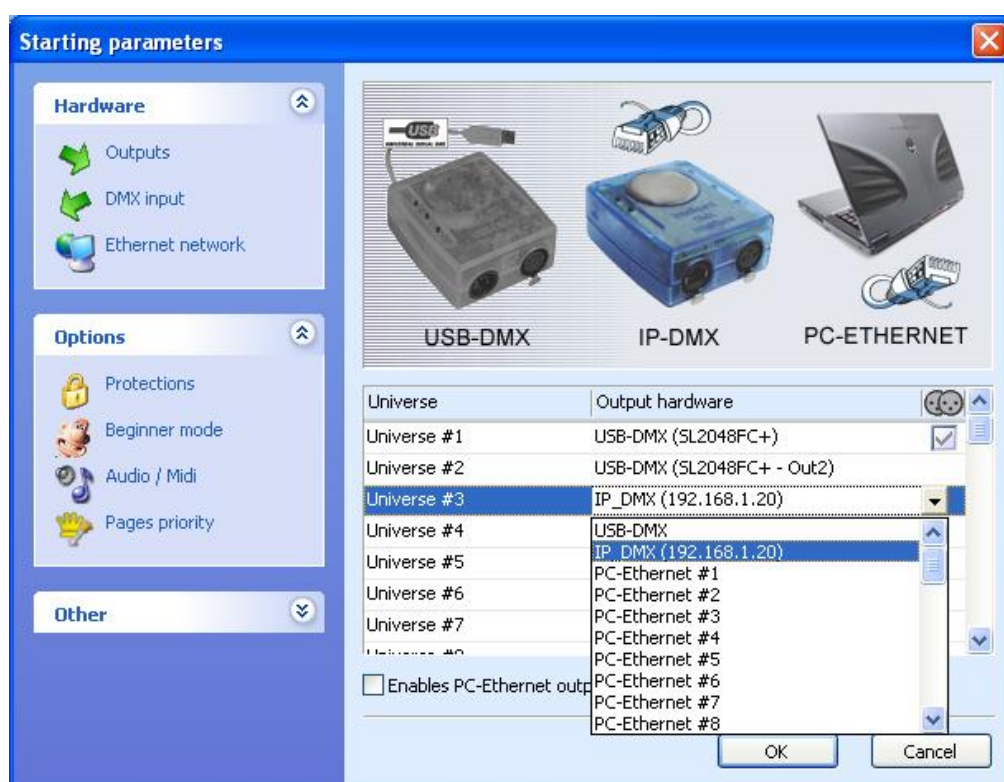 Starting parameters
Hardware
Outputs
DMX input
Ethernet network
Options
Protections
Beginner mode
Audio / Midi
Pages priority
Other
USB
USB-DMX
IP-DMX
PC-ETHERNET
Universe Output hardware
Universe #1 USB-DMX (SL2048FC+)
Universe #2 USB-DMX (SL2048FC+ - Out2)
Universe #3 IP_DMX (192.168.1.20)
Universe #4
Universe #5
Universe #6
Universe #7
USB-DMX
IP_DMX (192.168.1.20)
PC-Ethernet #1
PC-Ethernet #2
PC-Ethernet #3
PC-Ethernet #4
PC-Ethernet #5
PC-Ethernet #6
PC-Ethernet #7
PC-Ethernet #8
Enables PC-Ethernet outp
OK
Cancel